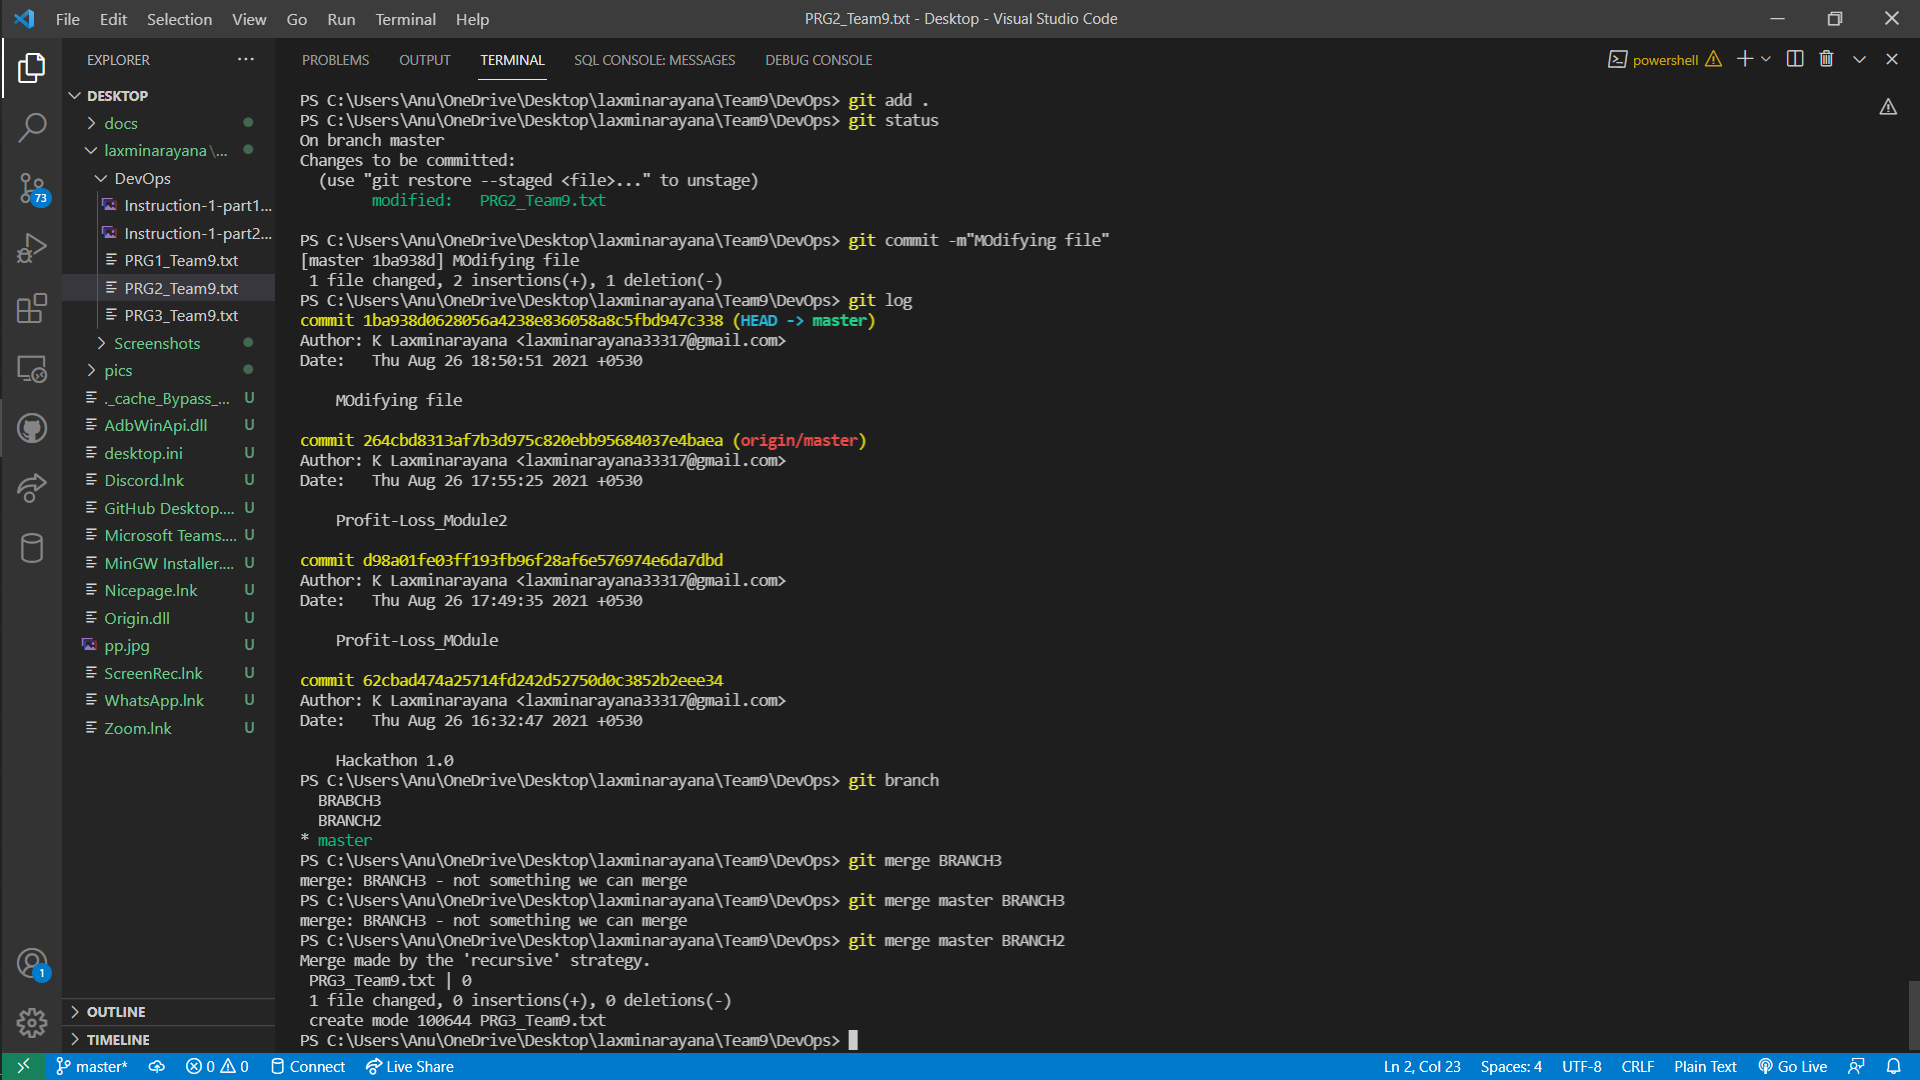 File Edit Selection View Go Run Terminal Help PRG2_Team9.txt - Desktop - Visual Studio Code
EXPLORER
PROBLEMS OUTPUT TERMINAL SQL CONSOLE: MESSAGES DEBUG CONSOLE powershell
DESKTOP
docs
laxminarayana \...
DevOps
Instruction-1-part1...
Instruction-1-part2...
PRG1_Team9.txt
PRG2_Team9.txt
PRG3_Team9.txt
Screenshots
pics
._cache_Bypass_... U
AdbWinApi.dll U
desktop.ini U
Discord.lnk U
GitHub Desktop.... U
Microsoft Teams.... U
MinGW Installer.... U
Nicepage.lnk U
Origin.dll U
pp.jpg U
ScreenRec.lnk U
WhatsApp.lnk U
Zoom.lnk U
OUTLINE
TIMELINE
73
1
PS C:\Users\Anu\OneDrive\Desktop\laxminarayana\Team9\DevOps> git add .
PS C:\Users\Anu\OneDrive\Desktop\laxminarayana\Team9\DevOps> git status
On branch master
Changes to be committed:
(use "git restore --staged <file>..." to unstage)
modified: PRG2_Team9.txt
PS C:\Users\Anu\OneDrive\Desktop\laxminarayana\Team9\DevOps> git commit -m"MOdifying file"
[master 1ba938d] MOdifying file
1 file changed, 2 insertions(+), 1 deletion(-)
PS C:\Users\Anu\OneDrive\Desktop\laxminarayana\Team9\DevOps> git log
commit 1ba938d0628056a4238e836058a8c5fbd947c338 (HEAD -> master)
Author: K Laxminarayana <laxminarayana33317@gmail.com>
Date: Thu Aug 26 18:50:51 2021 +0530
MOdifying file
commit 264cbd8313af7b3d975c820ebb95684037e4baea (origin/master)
Author: K Laxminarayana <laxminarayana33317@gmail.com>
Date: Thu Aug 26 17:55:25 2021 +0530
Profit-Loss_Module2
commit d98a01fe03ff193fb96f28af6e576974e6da7dbd
Author: K Laxminarayana <laxminarayana33317@gmail.com>
Date: Thu Aug 26 17:49:35 2021 +0530
Profit-Loss_MOdule
commit 62cbad474a25714fd242d52750d0c3852b2eee34
Author: K Laxminarayana <laxminarayana33317@gmail.com>
Date: Thu Aug 26 16:32:47 2021 +0530
Hackathon 1.0
PS C:\Users\Anu\OneDrive\Desktop\laxminarayana\Team9\DevOps> git branch
BRABCH3
BRANCH2
* master
PS C:\Users\Anu\OneDrive\Desktop\laxminarayana\Team9\DevOps> git merge BRANCH3
merge: BRANCH3 - not something we can merge
PS C:\Users\Anu\OneDrive\Desktop\laxminarayana\Team9\DevOps> git merge master BRANCH3
merge: BRANCH3 - not something we can merge
PS C:\Users\Anu\OneDrive\Desktop\laxminarayana\Team9\DevOps> git merge master BRANCH2
Merge made by the 'recursive' strategy.
PRG3_Team9.txt | 0
1 file changed, 0 insertions(+), 0 deletions(-)
create mode 100644 PRG3_Team9.txt
PS C:\Users\Anu\OneDrive\Desktop\laxminarayana\Team9\DevOps>
master* 0 0 Connect Live Share Ln 2, Col 23 Spaces: 4 UTF-8 CRLF Plain Text Go Live